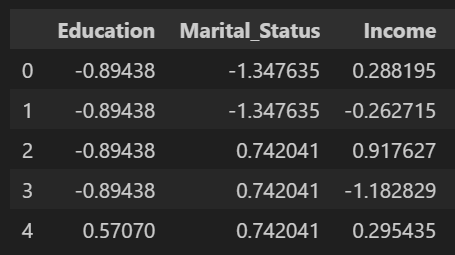 Education Marital_Status Income
0 -0.89438 -1.347635 0.288195
1 -0.89438 -1.347635 -0.262715
2 -0.89438 0.742041 0.917627
3 -0.89438 0.742041 -1.182829
4 0.57070 0.742041 0.295435